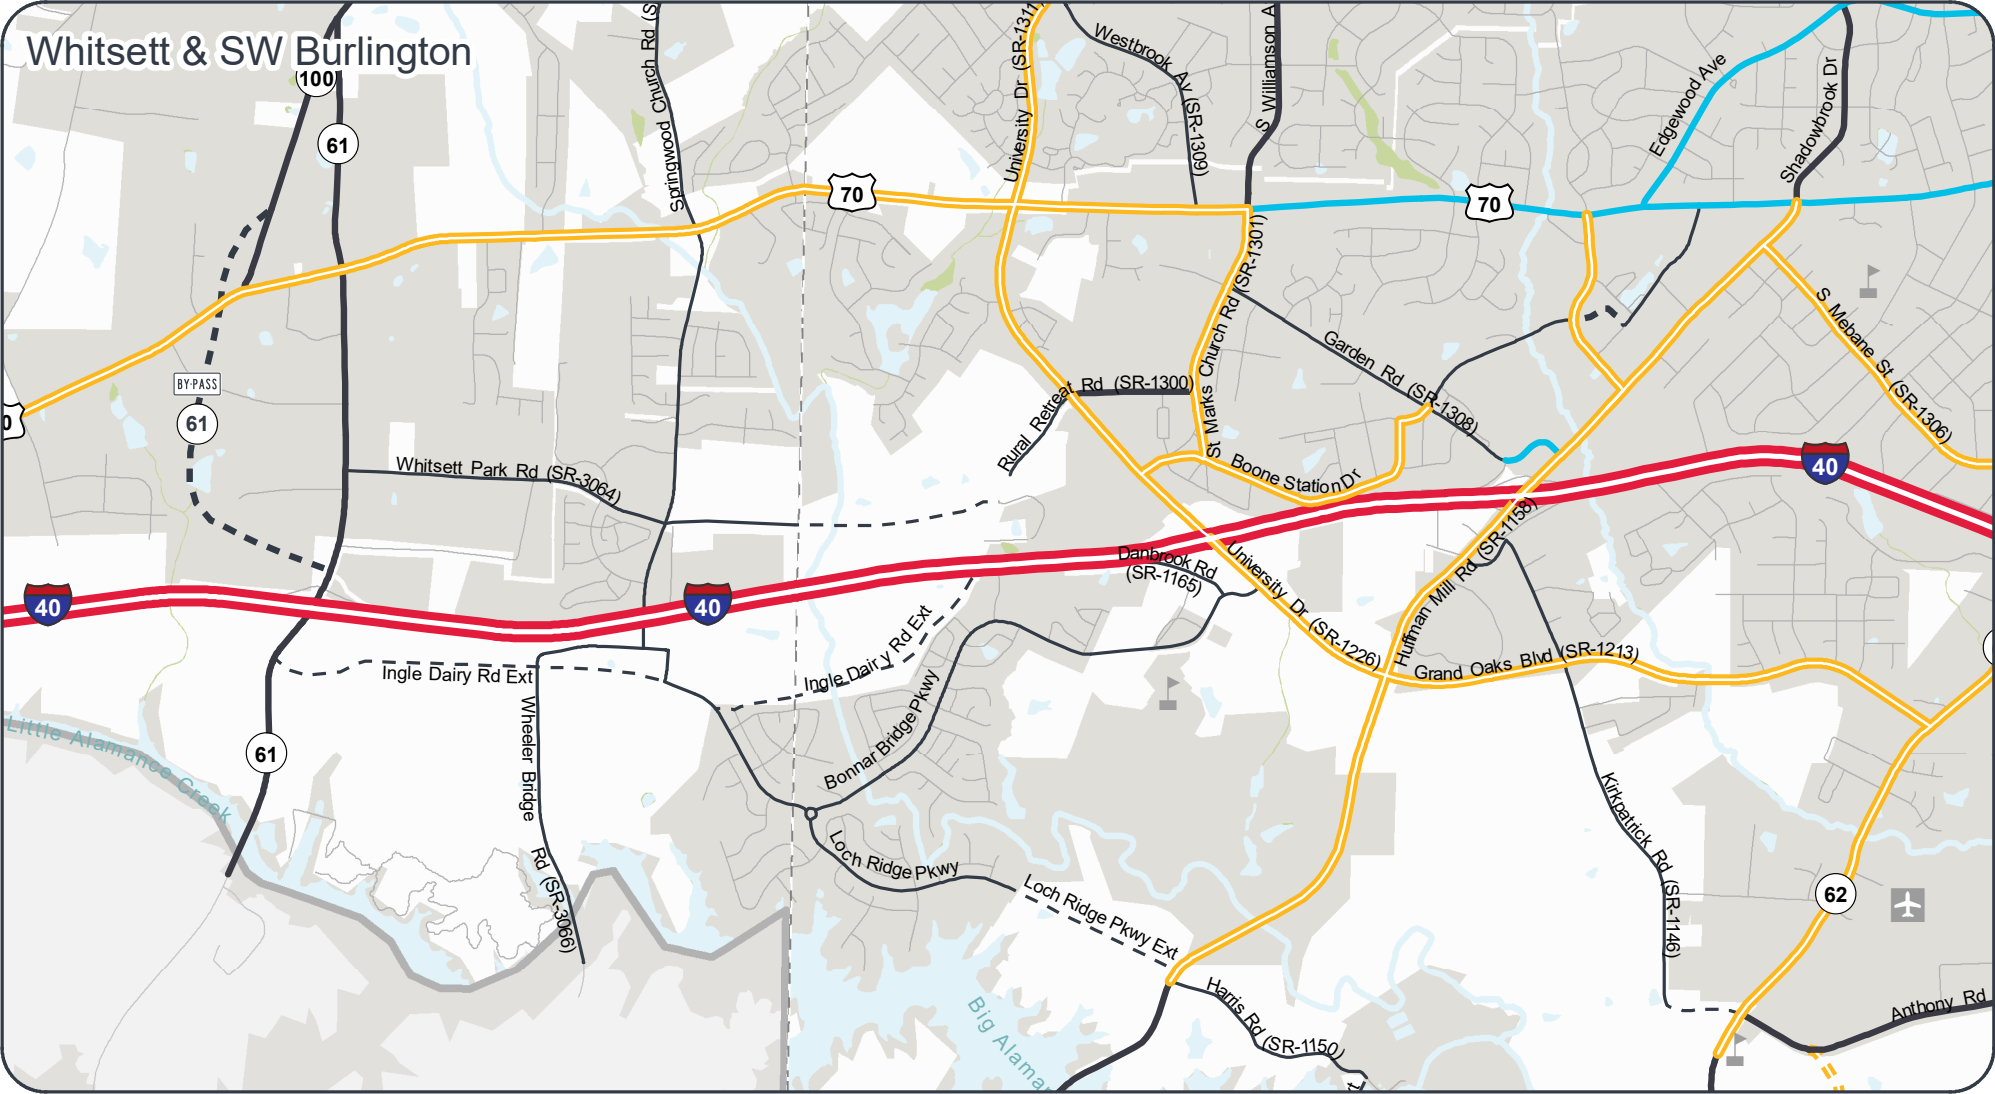 Whitsett & SW Burlington
100
61
Springwood Church Rd (S
University Dr (SR-1311)
Westbrook Av (SR-1309)
S Williamson A
Edgewood Ave
Shadowbrook Dr
70
70
St Marks Church Rd (SR-1301)
S Mebane St (SR-1306)
Garden Rd (SR-1308)
BY-PASS
61
0
Rural Retreat Rd (SR-1300)
Whitsett Park Rd (SR-3064)
Boone Station Dr
40
40
40
Danbrook Rd
(SR-1165)
University Dr (SR-1226)
Huffman Mill Rd (SR-1158)
Grand Oaks Blvd (SR-1213)
Ingle Dairy Rd Ext
Ingle Dairy Rd Ext
Wheeler Bridge Rd (SR-3066)
Bonnar Bridge Pkwy
Little Alamance Creek
61
Kirkpatrick Rd (SR-1146)
Loch Ridge Pkwy
Loch Ridge Pkwy Ext
62
Harris Rd (SR-1150)
Big Alaman
Anthony Rd